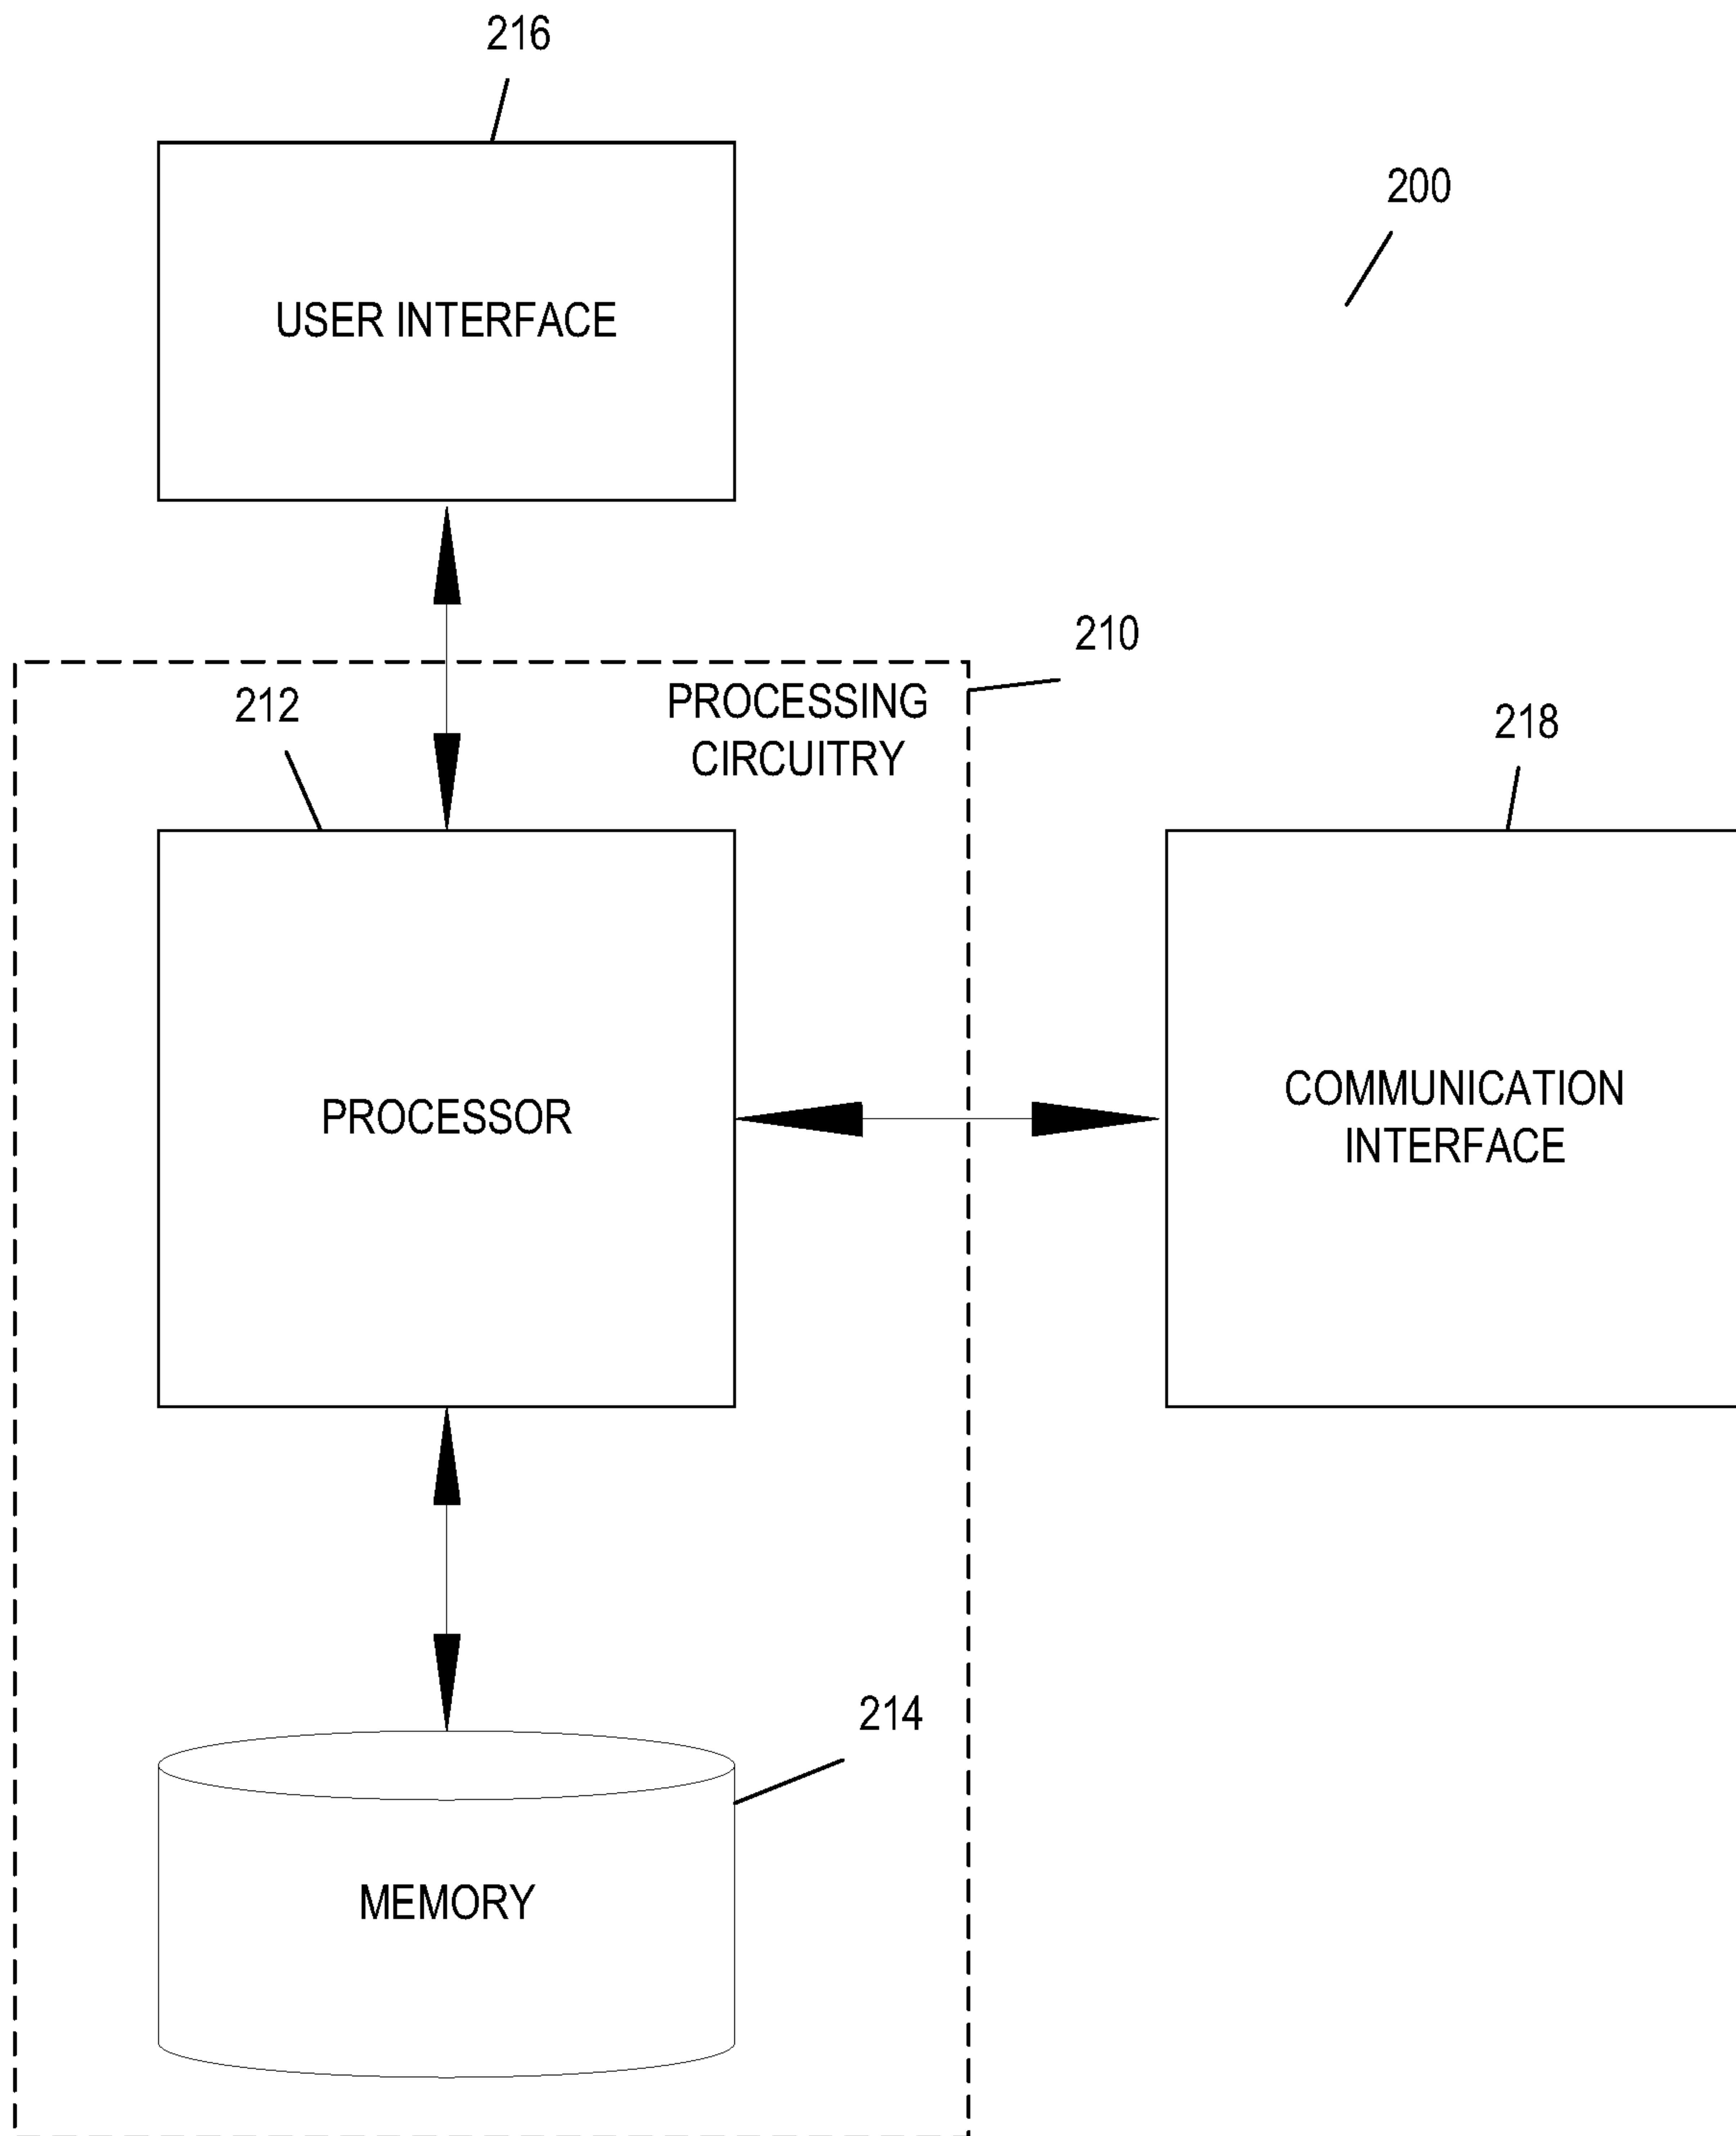 216
200
USER INTERFACE
210
212
PROCESSING
CIRCUITRY
218
PROCESSOR
COMMUNICATION
INTERFACE
214
MEMORY